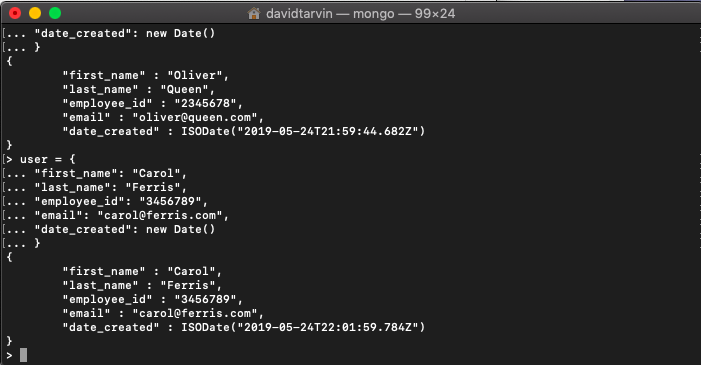 davidtarvin — mongo — 99×24
[... "date_created": new Date()
[... }
{
        "first_name" : "Oliver",
        "last_name" : "Queen",
        "employee_id" : "2345678",
        "email" : "oliver@queen.com",
        "date_created" : ISODate("2019-05-24T21:59:44.682Z")
}
[> user = {
[... "first_name": "Carol",
[... "last_name": "Ferris",
[... "employee_id": "3456789",
[... "email": "carol@ferris.com",
[... "date_created": new Date()
[... }
{
        "first_name" : "Carol",
        "last_name" : "Ferris",
        "employee_id" : "3456789",
        "email" : "carol@ferris.com",
        "date_created" : ISODate("2019-05-24T22:01:59.784Z")
}
>